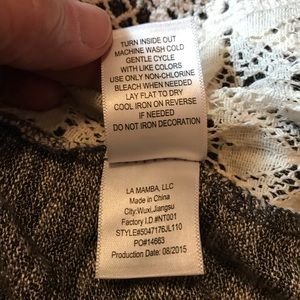 TURN INSIDE OUT
MACHINE WASH COLD
GENTLE CYCLE
WITH LIKE COLORS
USE ONLY NON-CHLORINE
BLEACH WHEN NEEDED
LAY FLAT TO DRY
COOL IRON ON REVERSE
IF NEEDED
DO NOT IRON DECORATION
LA MAMBA, LLC
Made in China
City:Wuxi,Jiangsu
Factory I.D.#NT001
STYLE#5047176JL110
PO#14663
Production Date: 08/2015